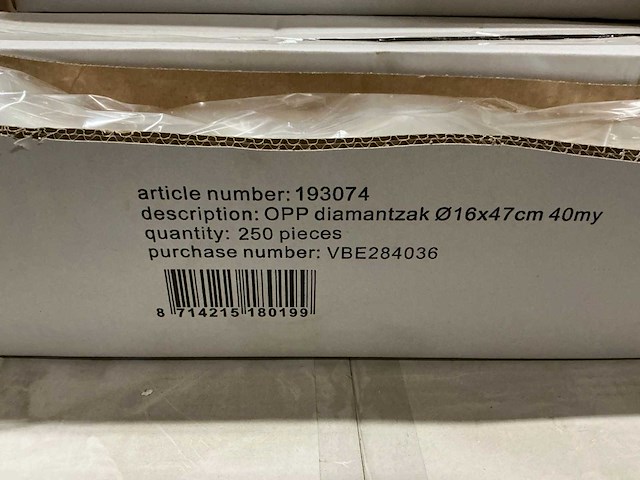 article number: 193074
description: OPP diamantzak Ø16x47cm 40my
quantity: 250 pieces
purchase number: VBE284036
8 714215 180199